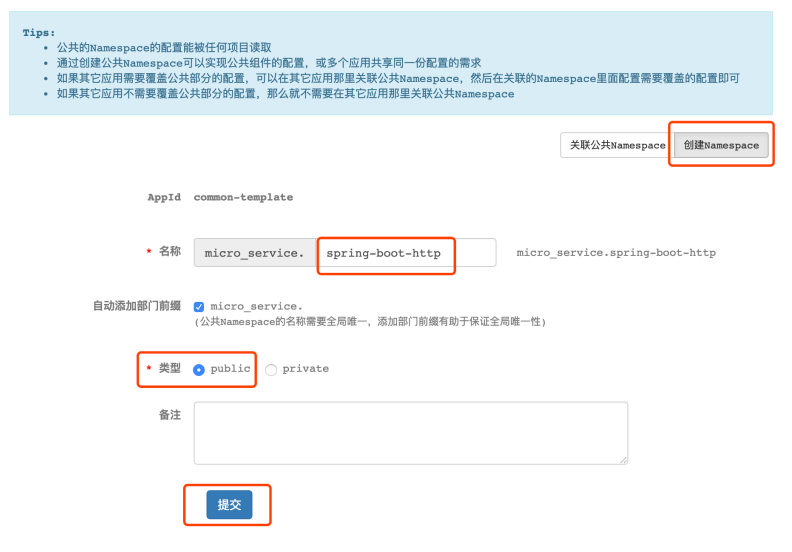 Tips:
公共的Namespace的配置能被任何项目读取
通过创建公共Namespace可以实现公共组件的配置，或多个应用共享同一份配置的需求
如果其它应用需要覆盖公共部分的配置，可以在其它应用那里关联公共Namespace，然后在关联的Namespace里面配置需要覆盖的配置即可
如果其它应用不需要覆盖公共部分的配置，那么就不需要在其它应用那里关联公共Namespace
关联公共Namespace 创建Namespace
AppId common-template
* 名称 micro_service. spring-boot-http micro_service.spring-boot-http
自动添加部门前缀 micro_service.
(公共Namespace的名称需要全局唯一，添加部门前缀有助于保证全局唯一性)
* 类型 public private
备注
提交